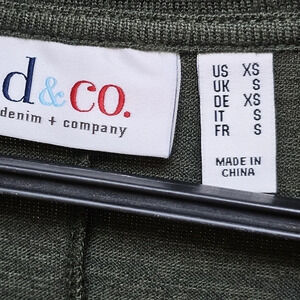 d & co.
denim + company
US XS
UK S
DE XS
IT S
FR S
MADE IN
CHINA